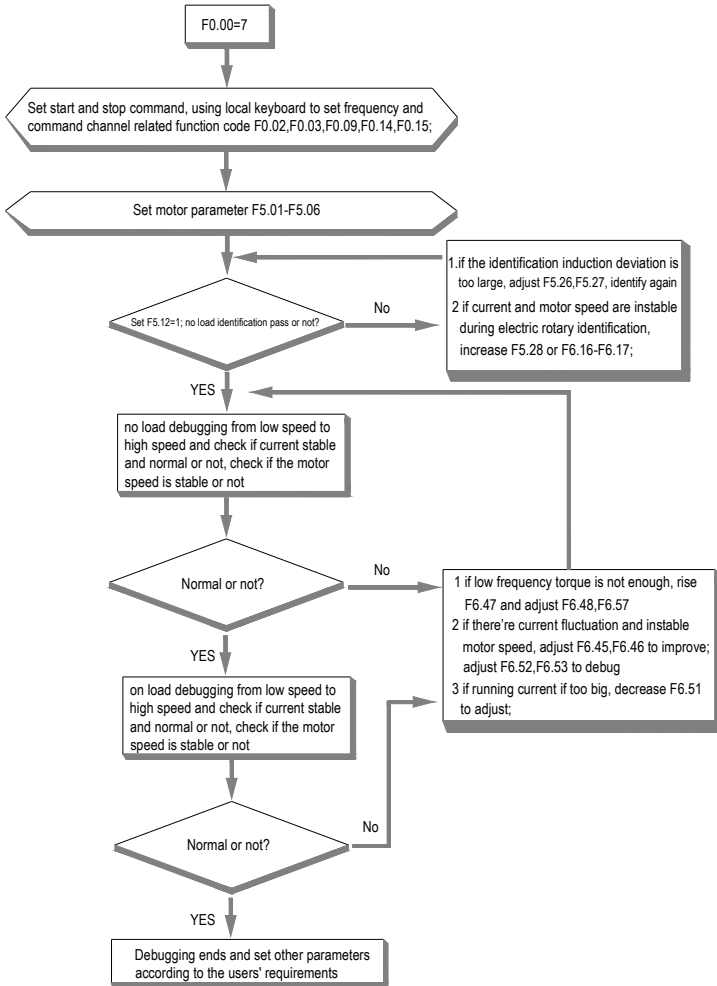 F0.00=7
Set start and stop command, using local keyboard to set frequency and
command channel related function code F0.02,F0.03,F0.09,F0.14,F0.15;
Set motor parameter F5.01-F5.06
1.if the identification induction deviation is
too large, adjust F5.26,F5.27, identify again
2 if current and motor speed are instable
during electric rotary identification,
increase F5.28 or F6.16-F6.17;
Set F5.12=1; no load identification pass or not?
No
YES
no load debugging from low speed to
high speed and check if current stable
and normal or not, check if the motor
speed is stable or not
Normal or not?
No
1 if low frequency torque is not enough, rise
F6.47 and adjust F6.48,F6.57
2 if there're current fluctuation and instable
motor speed, adjust F6.45,F6.46 to improve;
adjust F6.52,F6.53 to debug
3 if running current if too big, decrease F6.51
to adjust;
YES
on load debugging from low speed to
high speed and check if current stable
and normal or not, check if the motor
speed is stable or not
Normal or not?
No
YES
Debugging ends and set other parameters
according to the users' requirements